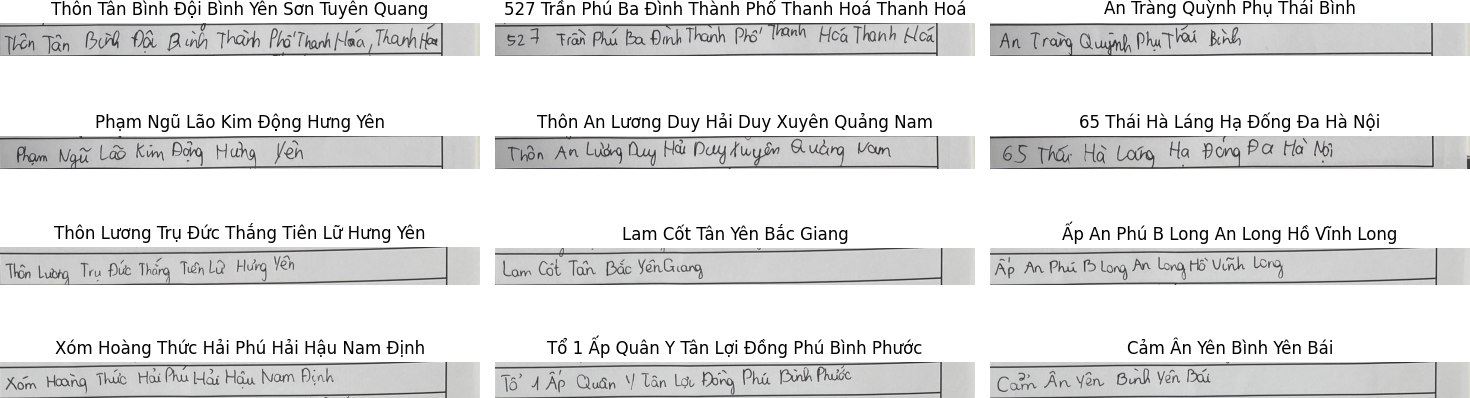 Thôn Tân Bình Đội Bình Yên Sơn Tuyên Quang
527 Trần Phú Ba Đình Thành Phố Thanh Hoá Thanh Hoá
An Tràng Quỳnh Phụ Thái Bình
Thôn Tân Bình Đội Bình Thành Phố Thanh Hóa, Thanh Hóa
527 Trần Phú Ba Đình Thành Phố Thanh Hoá Thanh Hoá
An Tràng Quỳnh Phụ Thái Bình
Phạm Ngũ Lão Kim Động Hưng Yên
Thôn An Lương Duy Hải Duy Xuyên Quảng Nam
65 Thái Hà Láng Hạ Đống Đa Hà Nội
Phạm Ngũ Lão Kim Động Hưng Yên
Thôn An Lương Duy Hải Duy Xuyên Quảng Nam
65 Thái Hà Láng Hạ Đống Đa Hà Nội
Thôn Lương Trụ Đức Thắng Tiên Lữ Hưng Yên
Lam Cốt Tân Yên Bắc Giang
Ấp An Phú B Long An Long Hồ Vĩnh Long
Thôn Lương Trụ Đức Thắng Tiên Lữ Hưng Yên
Lam Cốt Tân Bắc Yên Giang
Ấp An Phú B Long An Long Hồ Vĩnh Long
Xóm Hoàng Thức Hải Phú Hải Hậu Nam Định
Tổ 1 Ấp Quân Y Tân Lợi Đồng Phú Bình Phước
Cảm Ân Yên Bình Yên Bái
Xóm Hoàng Thức Hải Phú Hải Hậu Nam Định
Tổ 1 Ấp Quân Y Tân Lợi Đồng Phú Bình Phước
Cảm Ân Yên Bình Yên Bái